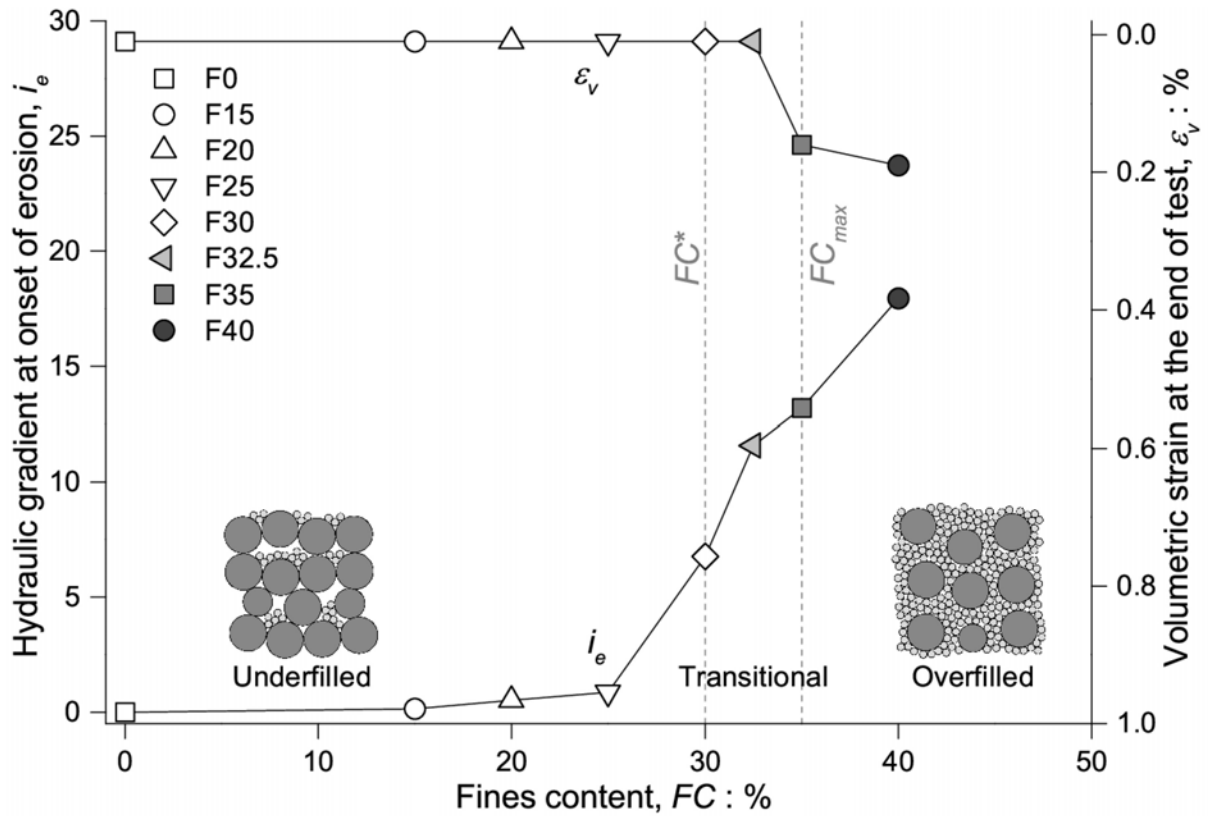 Hydraulic gradient at onset of erosion, i_e
30
25
20
15
10
5
0
F0
F15
F20
F25
F30
F32.5
F35
F40
ε_v
i_e
FC*
FC_max
Underfilled
Transitional
Overfilled
0.0
0.2
0.4
0.6
0.8
1.0
Volumetric strain at the end of test, ε_v : %
0 10 20 30 40 50
Fines content, FC : %